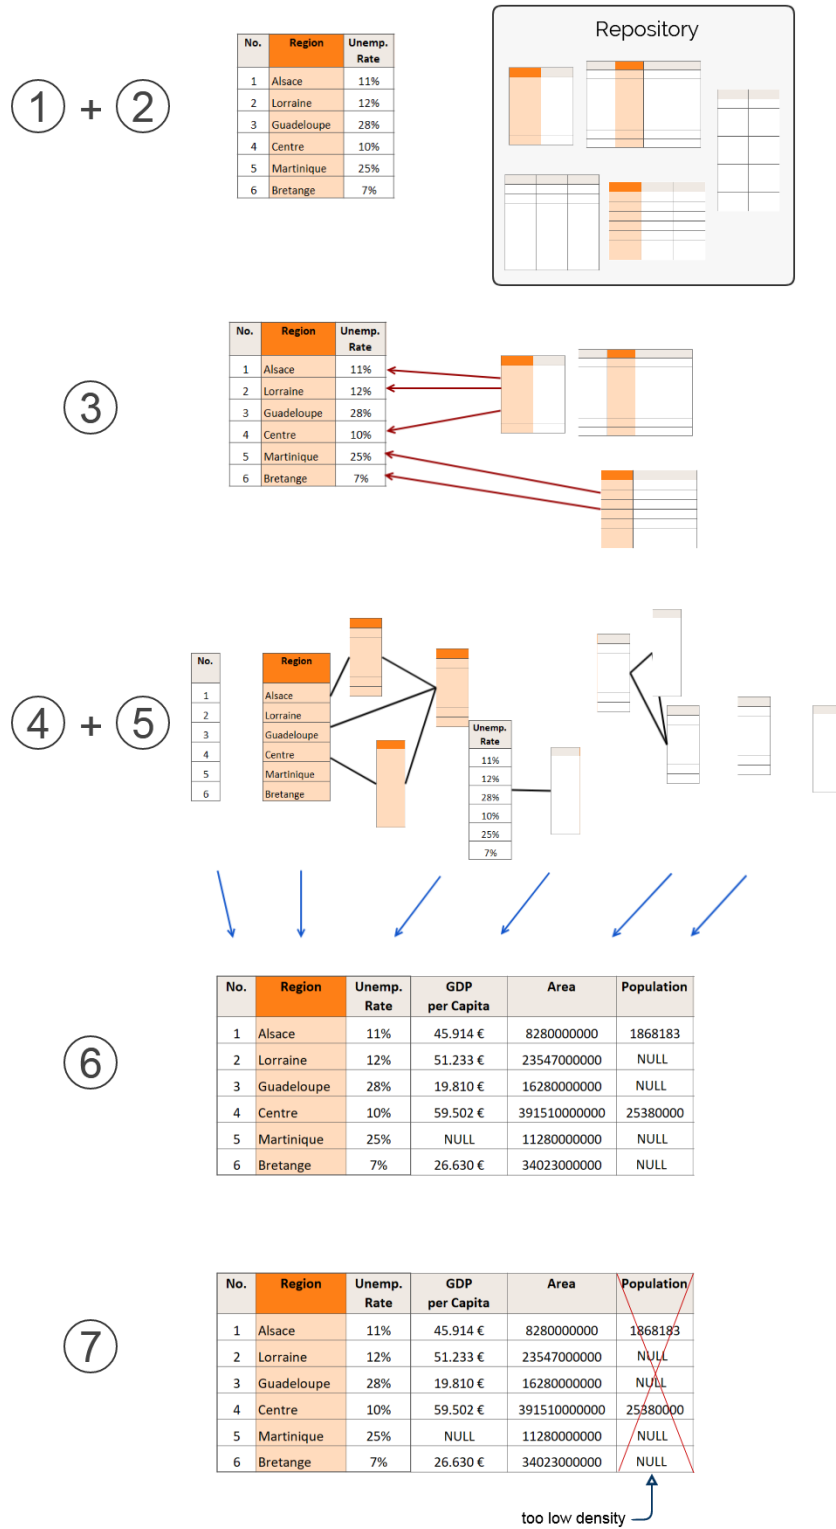 Repository
No. Region Unemp. Rate
1 Alsace 11%
2 Lorraine 12%
3 Guadeloupe 28%
4 Centre 10%
5 Martinique 25%
6 Bretange 7%
1 + 2
No. Region Unemp. Rate
1 Alsace 11%
2 Lorraine 12%
3 Guadeloupe 28%
4 Centre 10%
5 Martinique 25%
6 Bretange 7%
3
No.
1
2
3
4
5
6
Region
Alsace
Lorraine
Guadeloupe
Centre
Martinique
Bretange
Unemp.
Rate
11%
12%
28%
10%
25%
7%
4 + 5
No. Region Unemp. Rate GDP per Capita Area Population
1 Alsace 11% 45.914 € 8280000000 1868183
2 Lorraine 12% 51.233 € 23547000000 NULL
3 Guadeloupe 28% 19.810 € 16280000000 NULL
4 Centre 10% 59.502 € 391510000000 25380000
5 Martinique 25% NULL 11280000000 NULL
6 Bretange 7% 26.630 € 34023000000 NULL
6
No. Region Unemp. Rate GDP per Capita Area Population
1 Alsace 11% 45.914 € 8280000000 1868183
2 Lorraine 12% 51.233 € 23547000000 NULL
3 Guadeloupe 28% 19.810 € 16280000000 NULL
4 Centre 10% 59.502 € 391510000000 25380000
5 Martinique 25% NULL 11280000000 NULL
6 Bretange 7% 26.630 € 34023000000 NULL
7
too low density